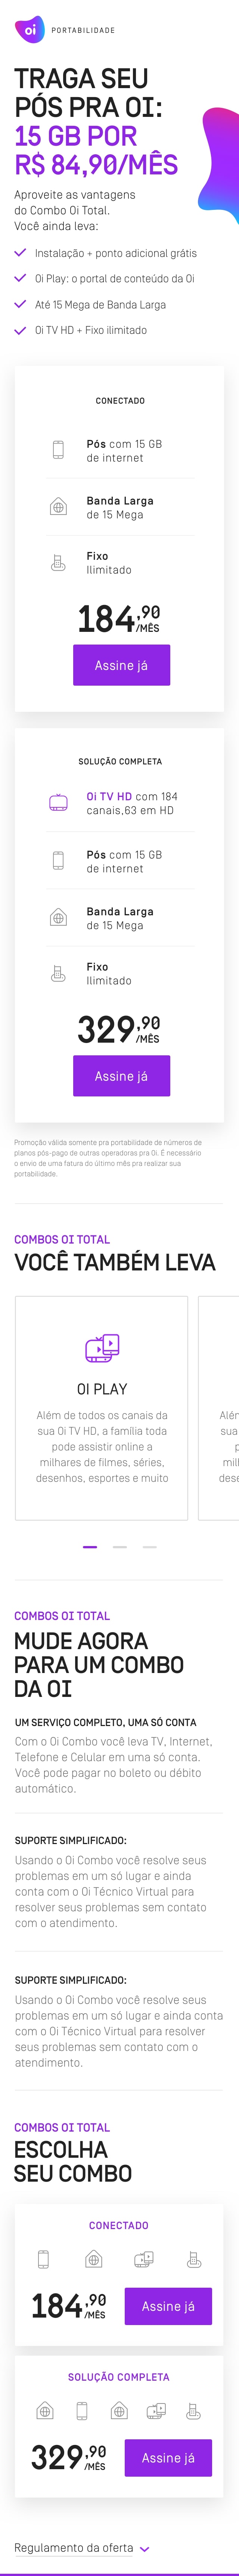 oi PORTABILIDADE
TRAGA SEU
PÓS PRA OI:
15 GB POR
R$ 84,90/MÊS
Aproveite as vantagens
do Combo Oi Total.
Você ainda leva:
Instalação + ponto adicional grátis
Oi Play: o portal de conteúdo da Oi
Até 15 Mega de Banda Larga
Oi TV HD + Fixo ilimitado
CONECTADO
Pós com 15 GB
de internet
Banda Larga
de 15 Mega
Fixo
Ilimitado
184,90
/MÊS
Assine já
SOLUÇÃO COMPLETA
Oi TV HD com 184
canais,63 em HD
Pós com 15 GB
de internet
Banda Larga
de 15 Mega
Fixo
Ilimitado
329,90
/MÊS
Assine já
Promoção válida somente pra portabilidade de números de
planos pós-pago de outras operadoras pra Oi. É necessário
o envio de uma fatura do último mês pra realizar sua
portabilidade.
COMBOS OI TOTAL
VOCÊ TAMBÉM LEVA
OI PLAY
Além de todos os canais da
sua Oi TV HD, a família toda
pode assistir online a
milhares de filmes, séries,
desenhos, esportes e muito
COMBOS OI TOTAL
MUDE AGORA
PARA UM COMBO
DA OI
UM SERVIÇO COMPLETO, UMA SÓ CONTA
Com o Oi Combo você leva TV, Internet,
Telefone e Celular em uma só conta.
Você pode pagar no boleto ou débito
automático.
SUPORTE SIMPLIFICADO:
Usando o Oi Combo você resolve seus
problemas em um só lugar e ainda
conta com o Oi Técnico Virtual para
resolver seus problemas sem contato
com o atendimento.
SUPORTE SIMPLIFICADO:
Usando o Oi Combo você resolve seus
problemas em um só lugar e ainda conta
com o Oi Técnico Virtual para resolver
seus problemas sem contato com o
atendimento.
COMBOS OI TOTAL
ESCOLHA
SEU COMBO
CONECTADO
184,90
/MÊS
Assine já
SOLUÇÃO COMPLETA
329,90
/MÊS
Assine já
Regulamento da oferta